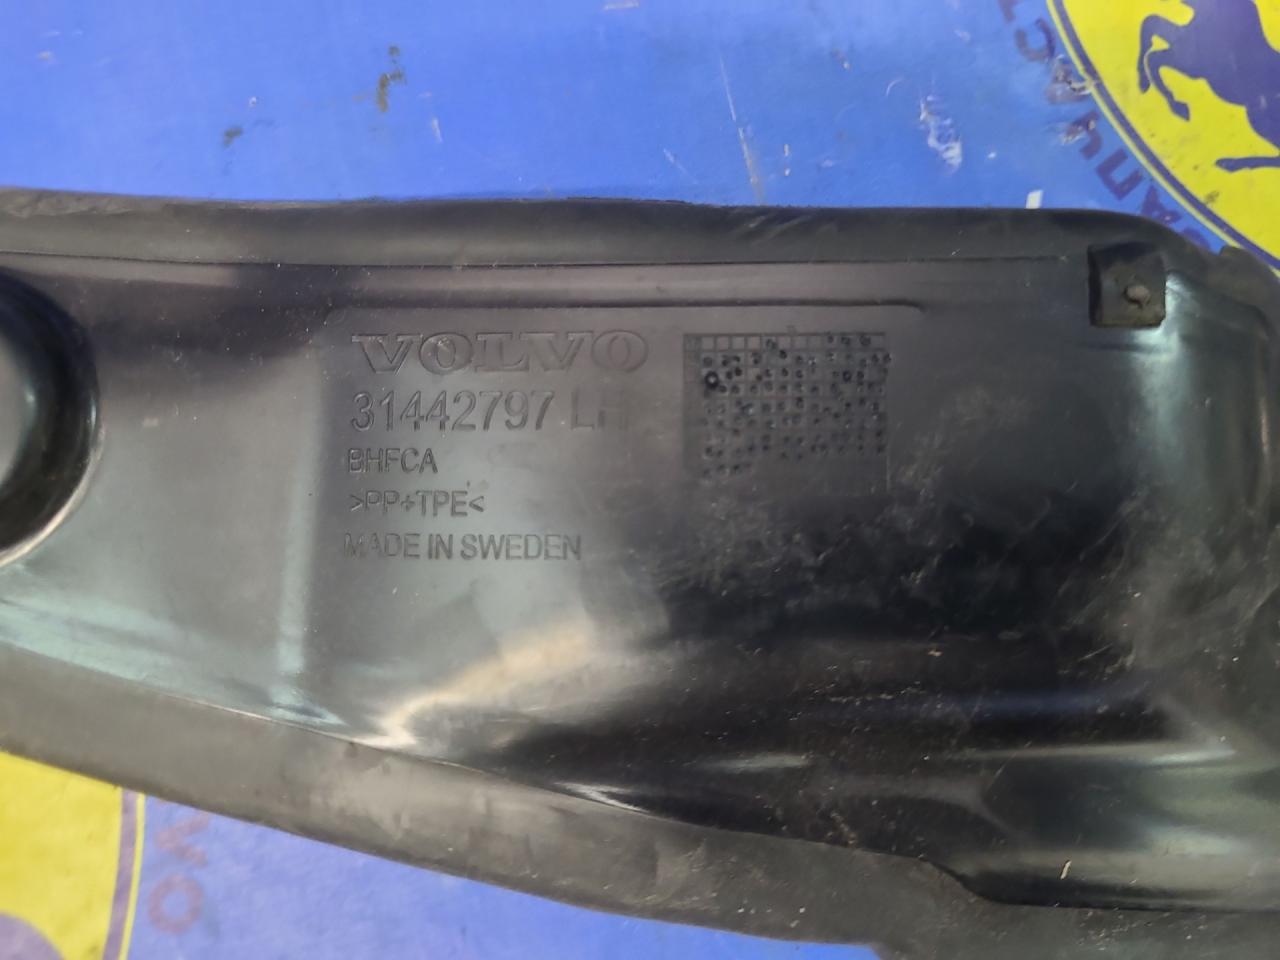 VOLVO
31442797 LH
BHFCA
>PP+TPE<
MADE IN SWEDEN